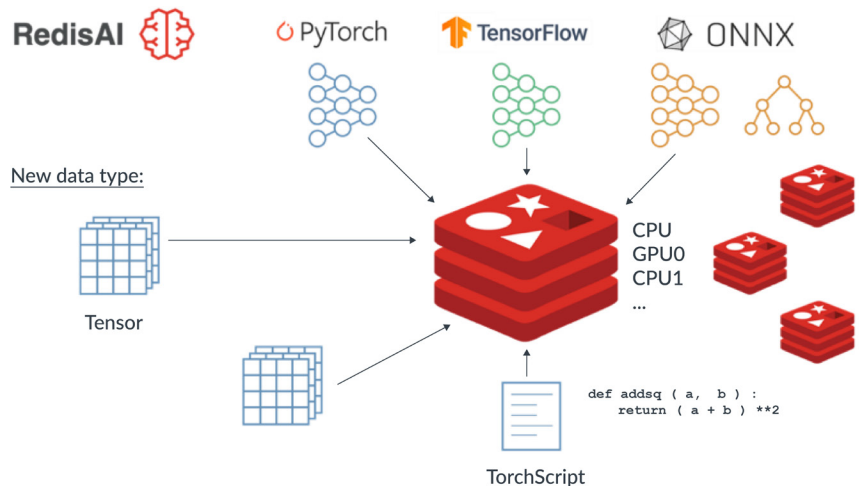 RedisAI
PyTorch
TensorFlow
ONNX
New data type:
Tensor
CPU
GPU0
CPU1
...
def addsq ( a, b ) :
return ( a + b ) **2
TorchScript